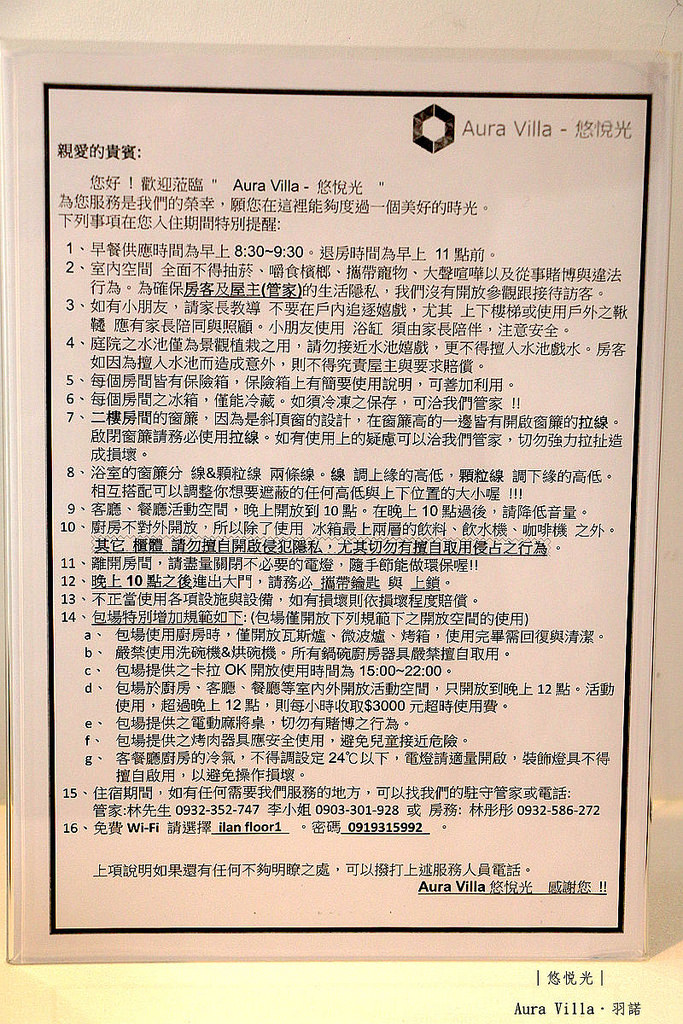 Aura Villa - 悠悅光
親愛的貴賓:
您好！歡迎蒞臨 " Aura Villa - 悠悅光 "
為您服務是我們的榮幸，願您在這裡能夠度過一個美好的時光。
下列事項在您入住期間特別提醒:
1、早餐供應時間為早上 8:30~9:30。退房時間為早上 11 點前。
2、室內空間 全面不得抽菸、嚼食檳榔、攜帶寵物、大聲喧嘩以及從事賭博與違法
行為。為確保房客及屋主(管家)的生活隱私，我們沒有開放參觀跟接待訪客。
3、如有小朋友，請家長教導 不要在戶內追逐嬉戲，尤其 上下樓梯或使用戶外之鞦
韆 應有家長陪同與照顧。小朋友使用 浴缸 須由家長陪伴，注意安全。
4、庭院之水池僅為景觀植栽之用，請勿接近水池嬉戲，更不得擅入水池戲水。房客
如因為擅入水池而造成意外，則不得究責屋主與要求賠償。
5、每個房間皆有保險箱，保險箱上有簡要使用說明，可善加利用。
6、每個房間之冰箱，僅能冷藏。如須冷凍之保存，可洽我們管家 !!
7、二樓房間的窗簾，因為是斜頂窗的設計，在窗簾高的一邊皆有開啟窗簾的拉線。
啟閉窗簾請務必使用拉線。如有使用上的疑慮可以洽我們管家，切勿強力拉扯造
成損壞。
8、浴室的窗簾分 線&顆粒線 兩條線。線 調上緣的高低，顆粒線 調下緣的高低。
相互搭配可以調整你想要遮蔽的任何高低與上下位置的大小喔 !!!
9、客廳、餐廳活動空間，晚上開放到 10 點。在晚上 10 點過後，請降低音量。
10、廚房不對外開放，所以除了使用 冰箱最上兩層的飲料、飲水機、咖啡機 之外。
其它 櫃體 請勿擅自開啟侵犯隱私，尤其切勿有擅自取用侵占之行為。
11、離開房間，請盡量關閉不必要的電燈，隨手節能做環保喔!!
12、晚上 10 點之後進出大門，請務必 攜帶鑰匙 與 上鎖。
13、不正當使用各項設施與設備，如有損壞則依損壞程度賠償。
14、包場特別增加規範如下:(包場僅開放下列規範下之開放空間的使用)
a、 包場使用廚房時，僅開放瓦斯爐、微波爐、烤箱，使用完畢需回復與清潔。
b、 嚴禁使用洗碗機&烘碗機。所有鍋碗廚房器具嚴禁擅自取用。
c、 包場提供之卡拉 OK 開放使用時間為 15:00~22:00。
d、 包場於廚房、客廳、餐廳等室內外開放活動空間，只開放到晚上 12 點。活動
使用，超過晚上 12 點，則每小時收取$3000 元超時使用費。
e、 包場提供之電動麻將桌，切勿有賭博之行為。
f、 包場提供之烤肉器具應安全使用，避免兒童接近危險。
g、 客餐廳廚房的冷氣，不得調設定 24℃以下，電燈請適量開啟，裝飾燈具不得
擅自啟用，以避免操作損壞。
15、住宿期間，如有任何需要我們服務的地方，可以找我們的駐守管家或電話:
管家:林先生 0932-352-747 李小姐 0903-301-928 或 房務: 林彤彤 0932-586-272
16、免費 Wi-Fi 請選擇 ilan floor1 。密碼 0919315992 。
上項說明如果還有任何不夠明瞭之處，可以撥打上述服務人員電話。
Aura Villa 悠悅光 感謝您 !!
| 悠悅光 |
Aura Villa · 羽諾